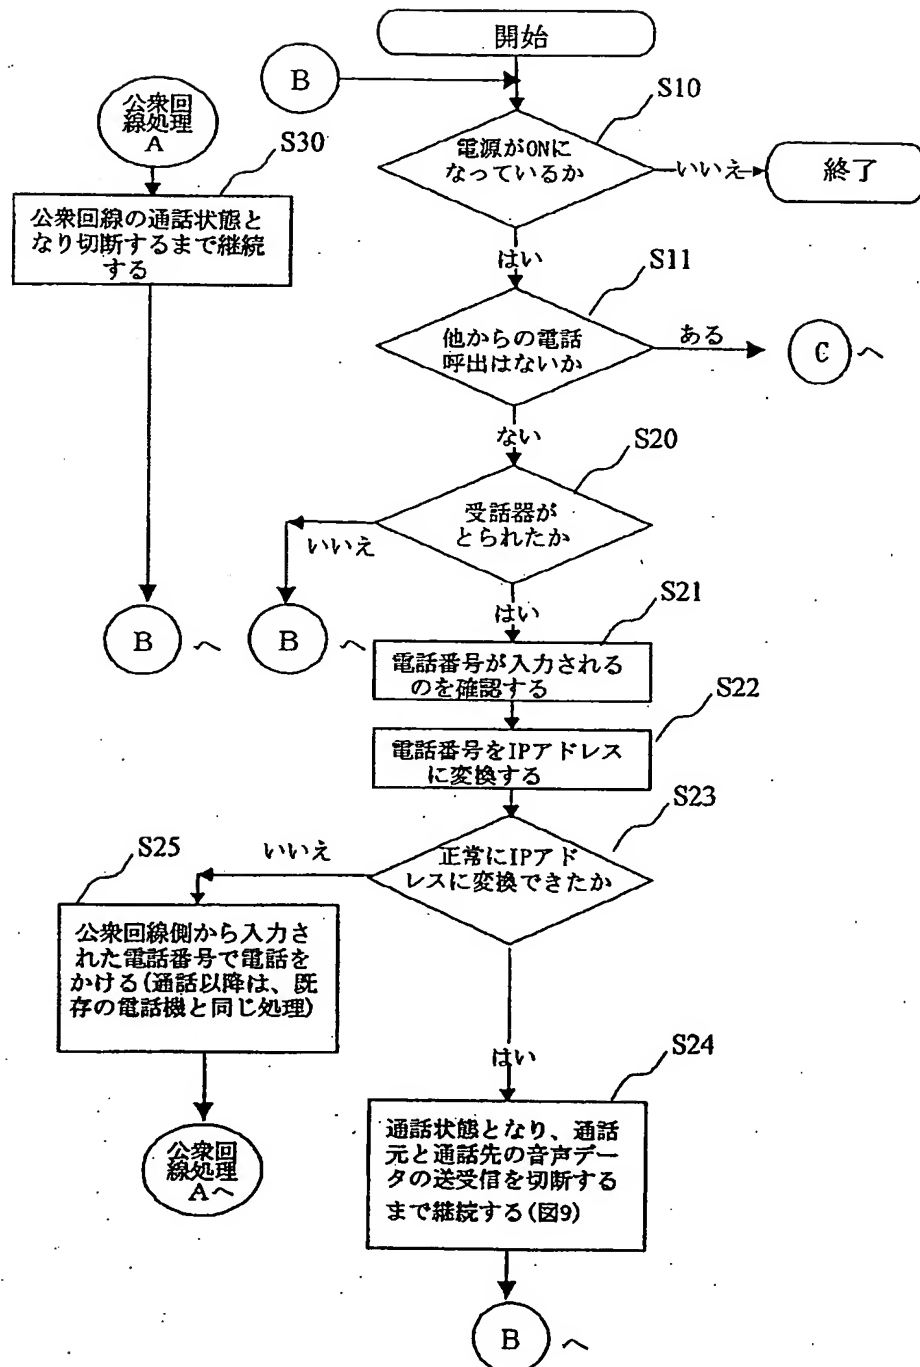 開始
B
公衆回
線処理
A
S10
電源がONに
なっているか
いいえ
終了
S30
公衆回線の通話状態と
なり切断するまで継続
する
はい
S11
他からの電話
呼出はないか
ある
C へ
ない
S20
受話器が
とられたか
いいえ
はい
B へ
B へ
S21
電話番号が入力される
のを確認する
S22
電話番号をIPアドレス
に変換する
S23
正常にIPアド
レスに変換できたか
いいえ
S25
公衆回線側から入力さ
れた電話番号で電話を
かける(通話以降は、既
存の電話機と同じ処理)
はい
S24
通話状態となり、通話
元と通話先の音声デー
タの送受信を切断する
まで継続する(図9)
公衆回
線処理
Aへ
B へ